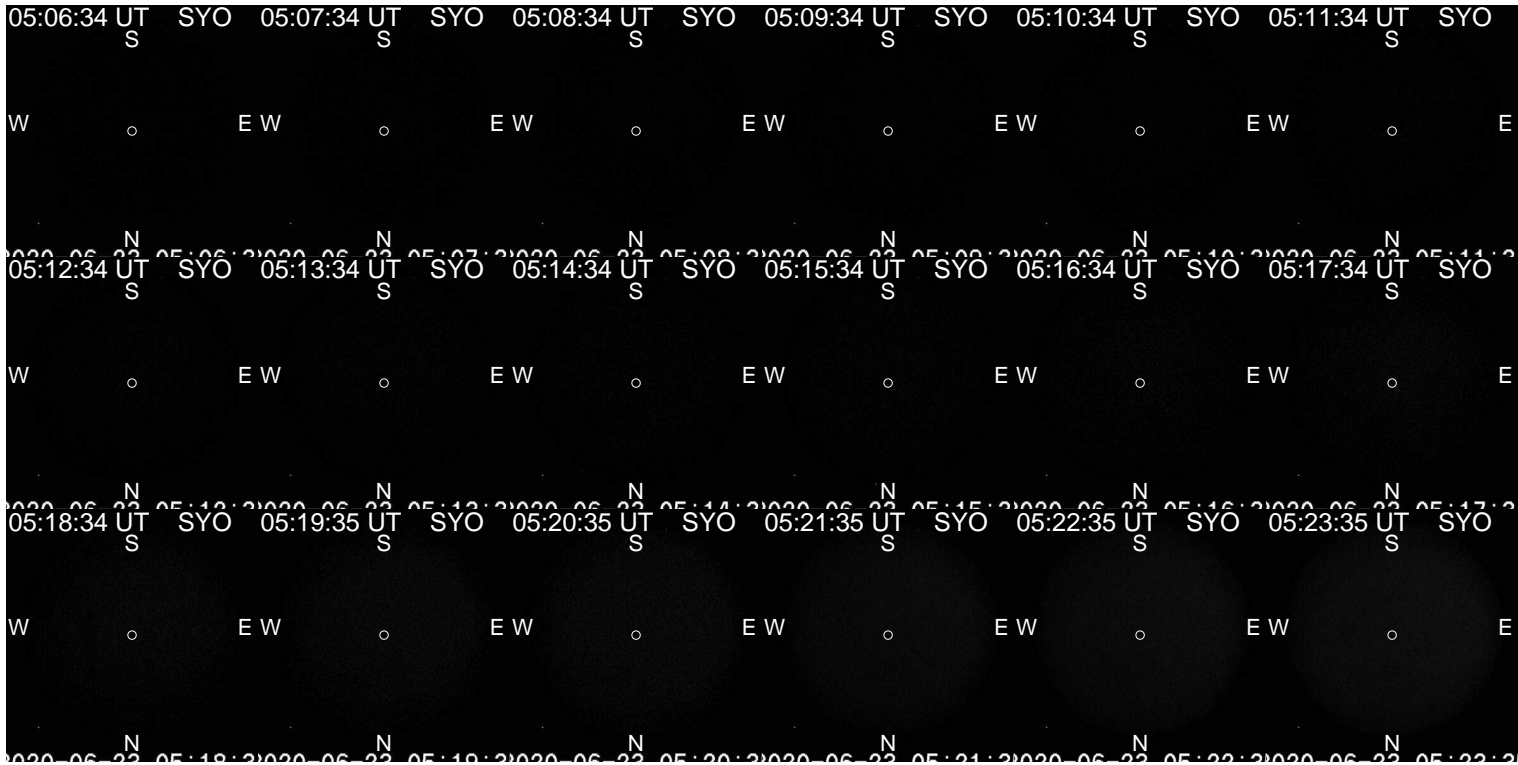 05:06:34 UT SYO 05:07:34 UT SYO 05:08:34 UT SYO 05:09:34 UT SYO 05:10:34 UT SYO 05:11:34 UT SYO
S S S S S S
W E W E W E W E W E W E
N N N N N N
05:12:34 UT SYO 05:13:34 UT SYO 05:14:34 UT SYO 05:15:34 UT SYO 05:16:34 UT SYO 05:17:34 UT SYO
S S S S S S
W E W E W E W E W E W E
N N N N N N
05:18:34 UT SYO 05:19:35 UT SYO 05:20:35 UT SYO 05:21:35 UT SYO 05:22:35 UT SYO 05:23:35 UT SYO
S S S S S S
W E W E W E W E W E W E
N N N N N N